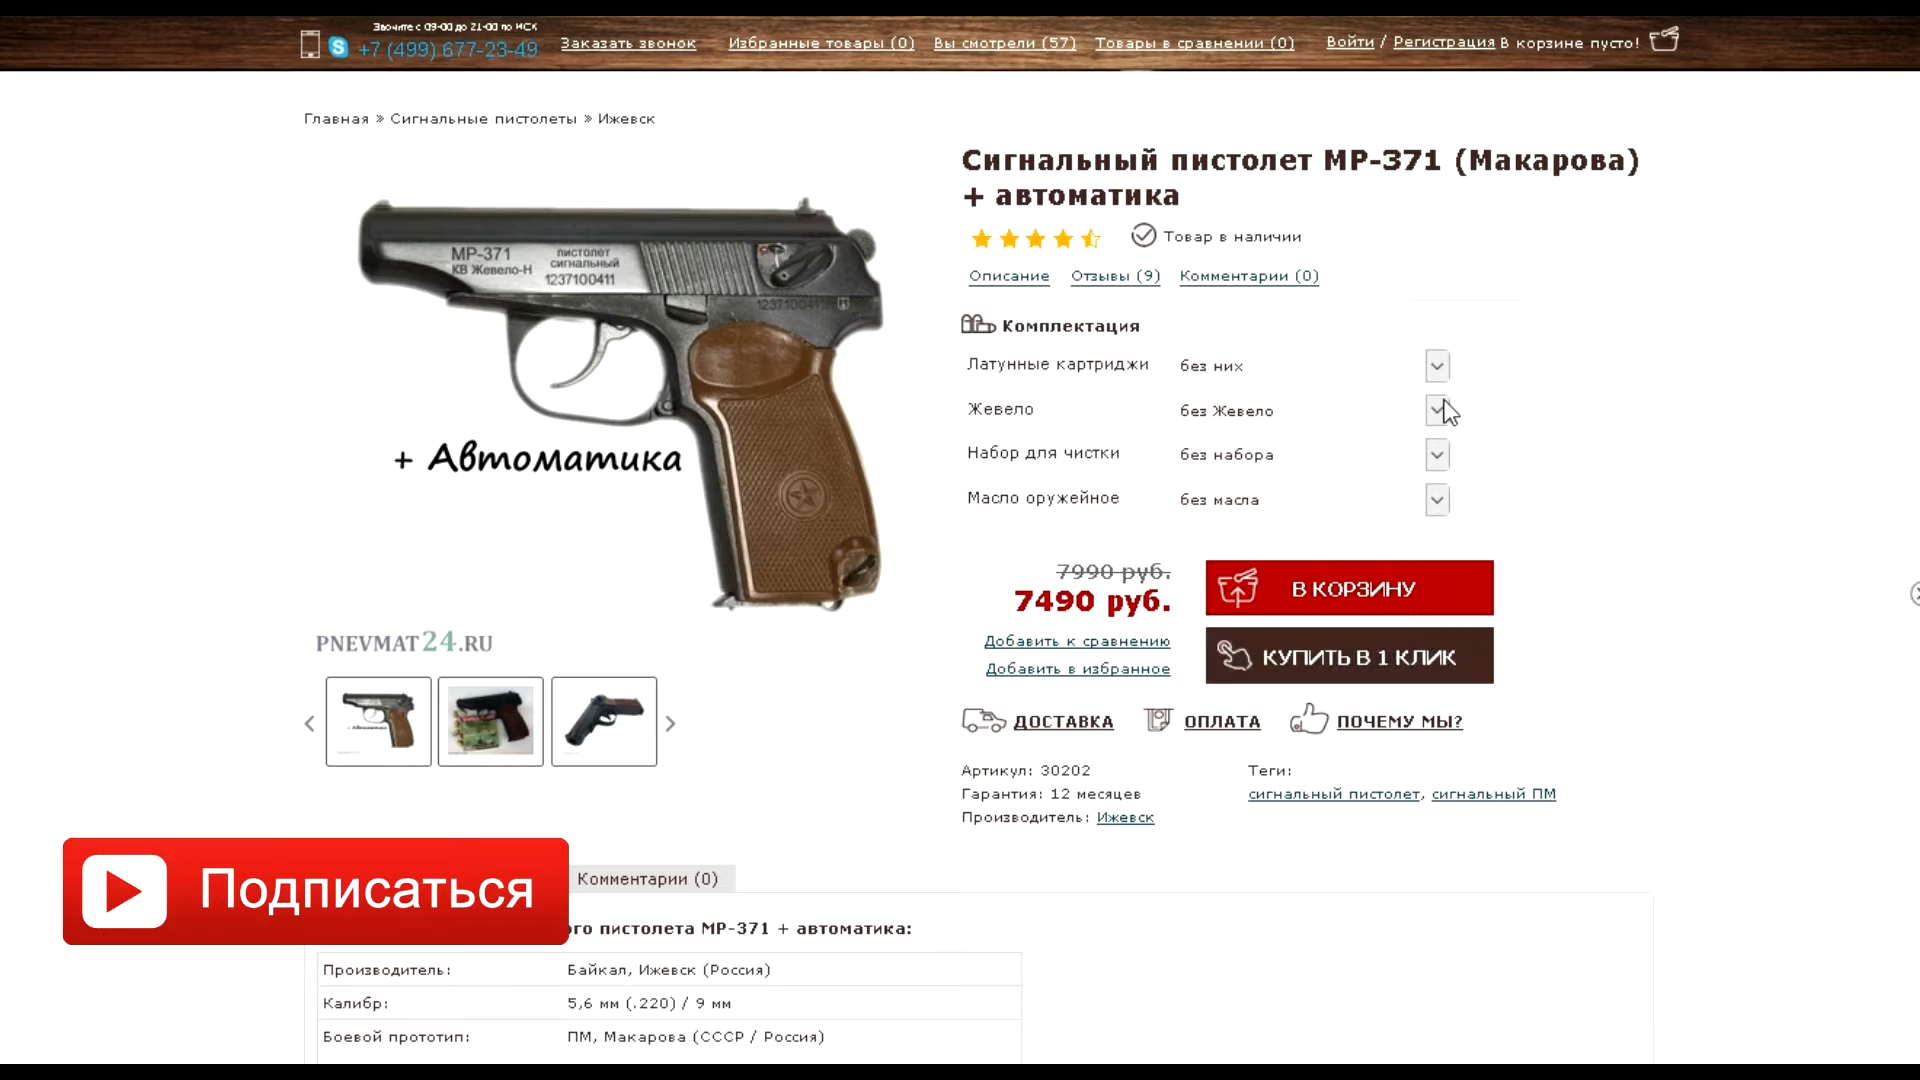 Звоните с 09-00 до 21-00 по МСК
+7 (499) 677-23-49
Заказать звонок
Избранные товары (0)
Вы смотрели (57)
Товары в сравнении (0)
Войти / Регистрация
В корзине пусто!
Главная » Сигнальные пистолеты » Ижевск
Сигнальный пистолет МР-371 (Макарова)
+ автоматика
Товар в наличии
Описание
Отзывы (9)
Комментарии (0)
МР-371
КВ Жевело-Н
пистолет
сигнальный
1237100411
1237100411
+ Автоматика
PNEVMAT24.RU
Комплектация
Латунные картриджи
без них
Жевело
без Жевело
Набор для чистки
без набора
Масло оружейное
без масла
7990 руб.
7490 руб.
В КОРЗИНУ
Добавить к сравнению
Добавить в избранное
КУПИТЬ В 1 КЛИК
ДОСТАВКА
ОПЛАТА
ПОЧЕМУ МЫ?
Артикул: 30202
Гарантия: 12 месяцев
Производитель: Ижевск
Теги:
сигнальный пистолет, сигнальный ПМ
Подписаться
Комментарии (0)
пистолета МР-371 + автоматика:
Производитель:
Байкал, Ижевск (Россия)
Калибр:
5,6 мм (.220) / 9 мм
Боевой прототип:
ПМ, Макарова (СССР / Россия)